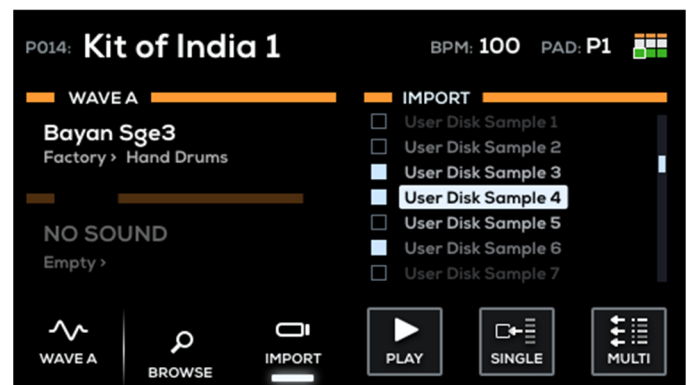 P014: Kit of India 1
BPM: 100 PAD: P1
WAVE A
Bayan Sge3
Factory > Hand Drums
NO SOUND
Empty >
IMPORT
User Disk Sample 1
User Disk Sample 2
User Disk Sample 3
User Disk Sample 4
User Disk Sample 5
User Disk Sample 6
User Disk Sample 7
WAVE A
BROWSE
IMPORT
PLAY
SINGLE
MULTI